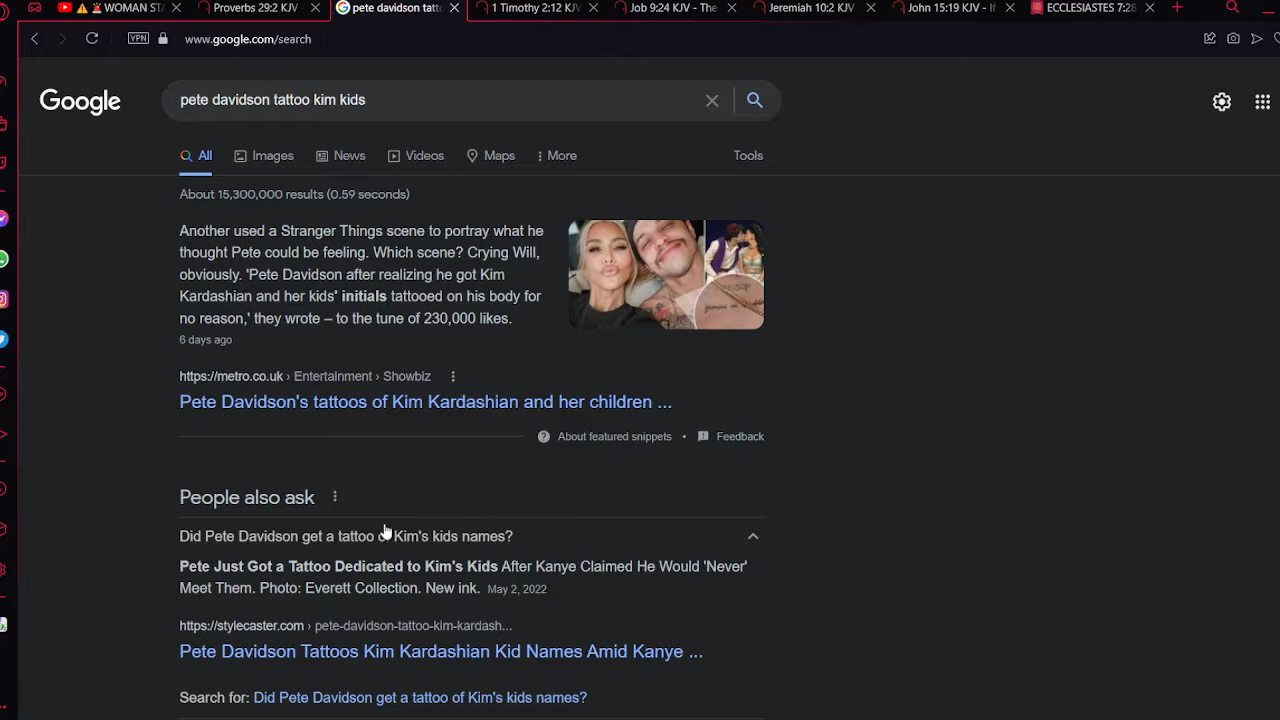 WOMAN ST
Proverbs 29:2 KJV
pete davidson tatto
1 Timothy 2:12 KJV
Job 9:24 KJV - The
Jeremiah 10:2 KJV
John 15:19 KJV - If
ECCLESIASTES 7:28
VPN
www.google.com/search
Google
pete davidson tattoo kim kids
All
Images
News
Videos
Maps
More
Tools
About 15,300,000 results (0.59 seconds)
Another used a Stranger Things scene to portray what he
thought Pete could be feeling. Which scene? Crying Will,
obviously. 'Pete Davidson after realizing he got Kim
Kardashian and her kids' initials tattooed on his body for
no reason,' they wrote – to the tune of 230,000 likes.
6 days ago
https://metro.co.uk › Entertainment › Showbiz
Pete Davidson's tattoos of Kim Kardashian and her children ...
About featured snippets • Feedback
People also ask
Did Pete Davidson get a tattoo of Kim's kids names?
Pete Just Got a Tattoo Dedicated to Kim's Kids After Kanye Claimed He Would 'Never'
Meet Them. Photo: Everett Collection. New ink. May 2, 2022
https://stylecaster.com › pete-davidson-tattoo-kim-kardash...
Pete Davidson Tattoos Kim Kardashian Kid Names Amid Kanye ...
Search for: Did Pete Davidson get a tattoo of Kim's kids names?